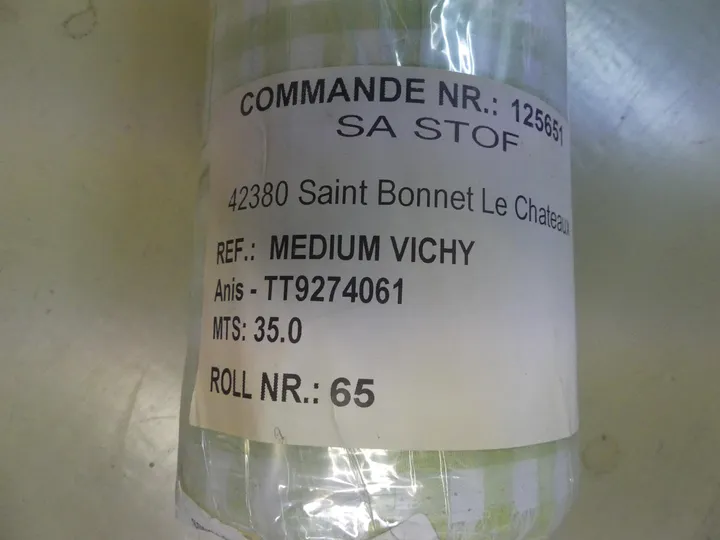 COMMANDE NR.: 125651
SA STOF
42380 Saint Bonnet Le Chateaux
REF.: MEDIUM VICHY
Anis - TT9274061
MTS: 35.0
ROLL NR.: 65